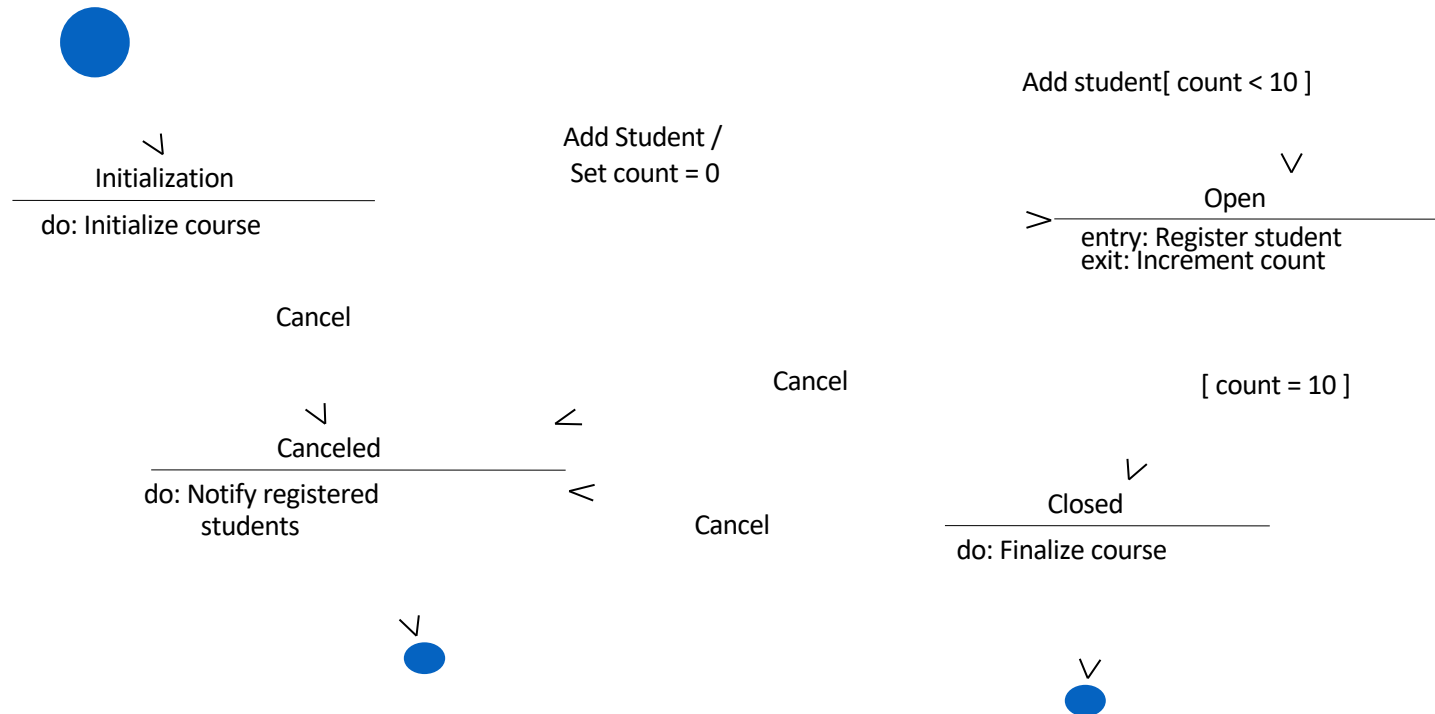 Add student[ count < 10 ]
Add Student /
Set count = 0
Initialization
do: Initialize course
Open
entry: Register student
exit: Increment count
Cancel
Cancel
[ count = 10 ]
Canceled
do: Notify registered
students
Cancel
Closed
do: Finalize course